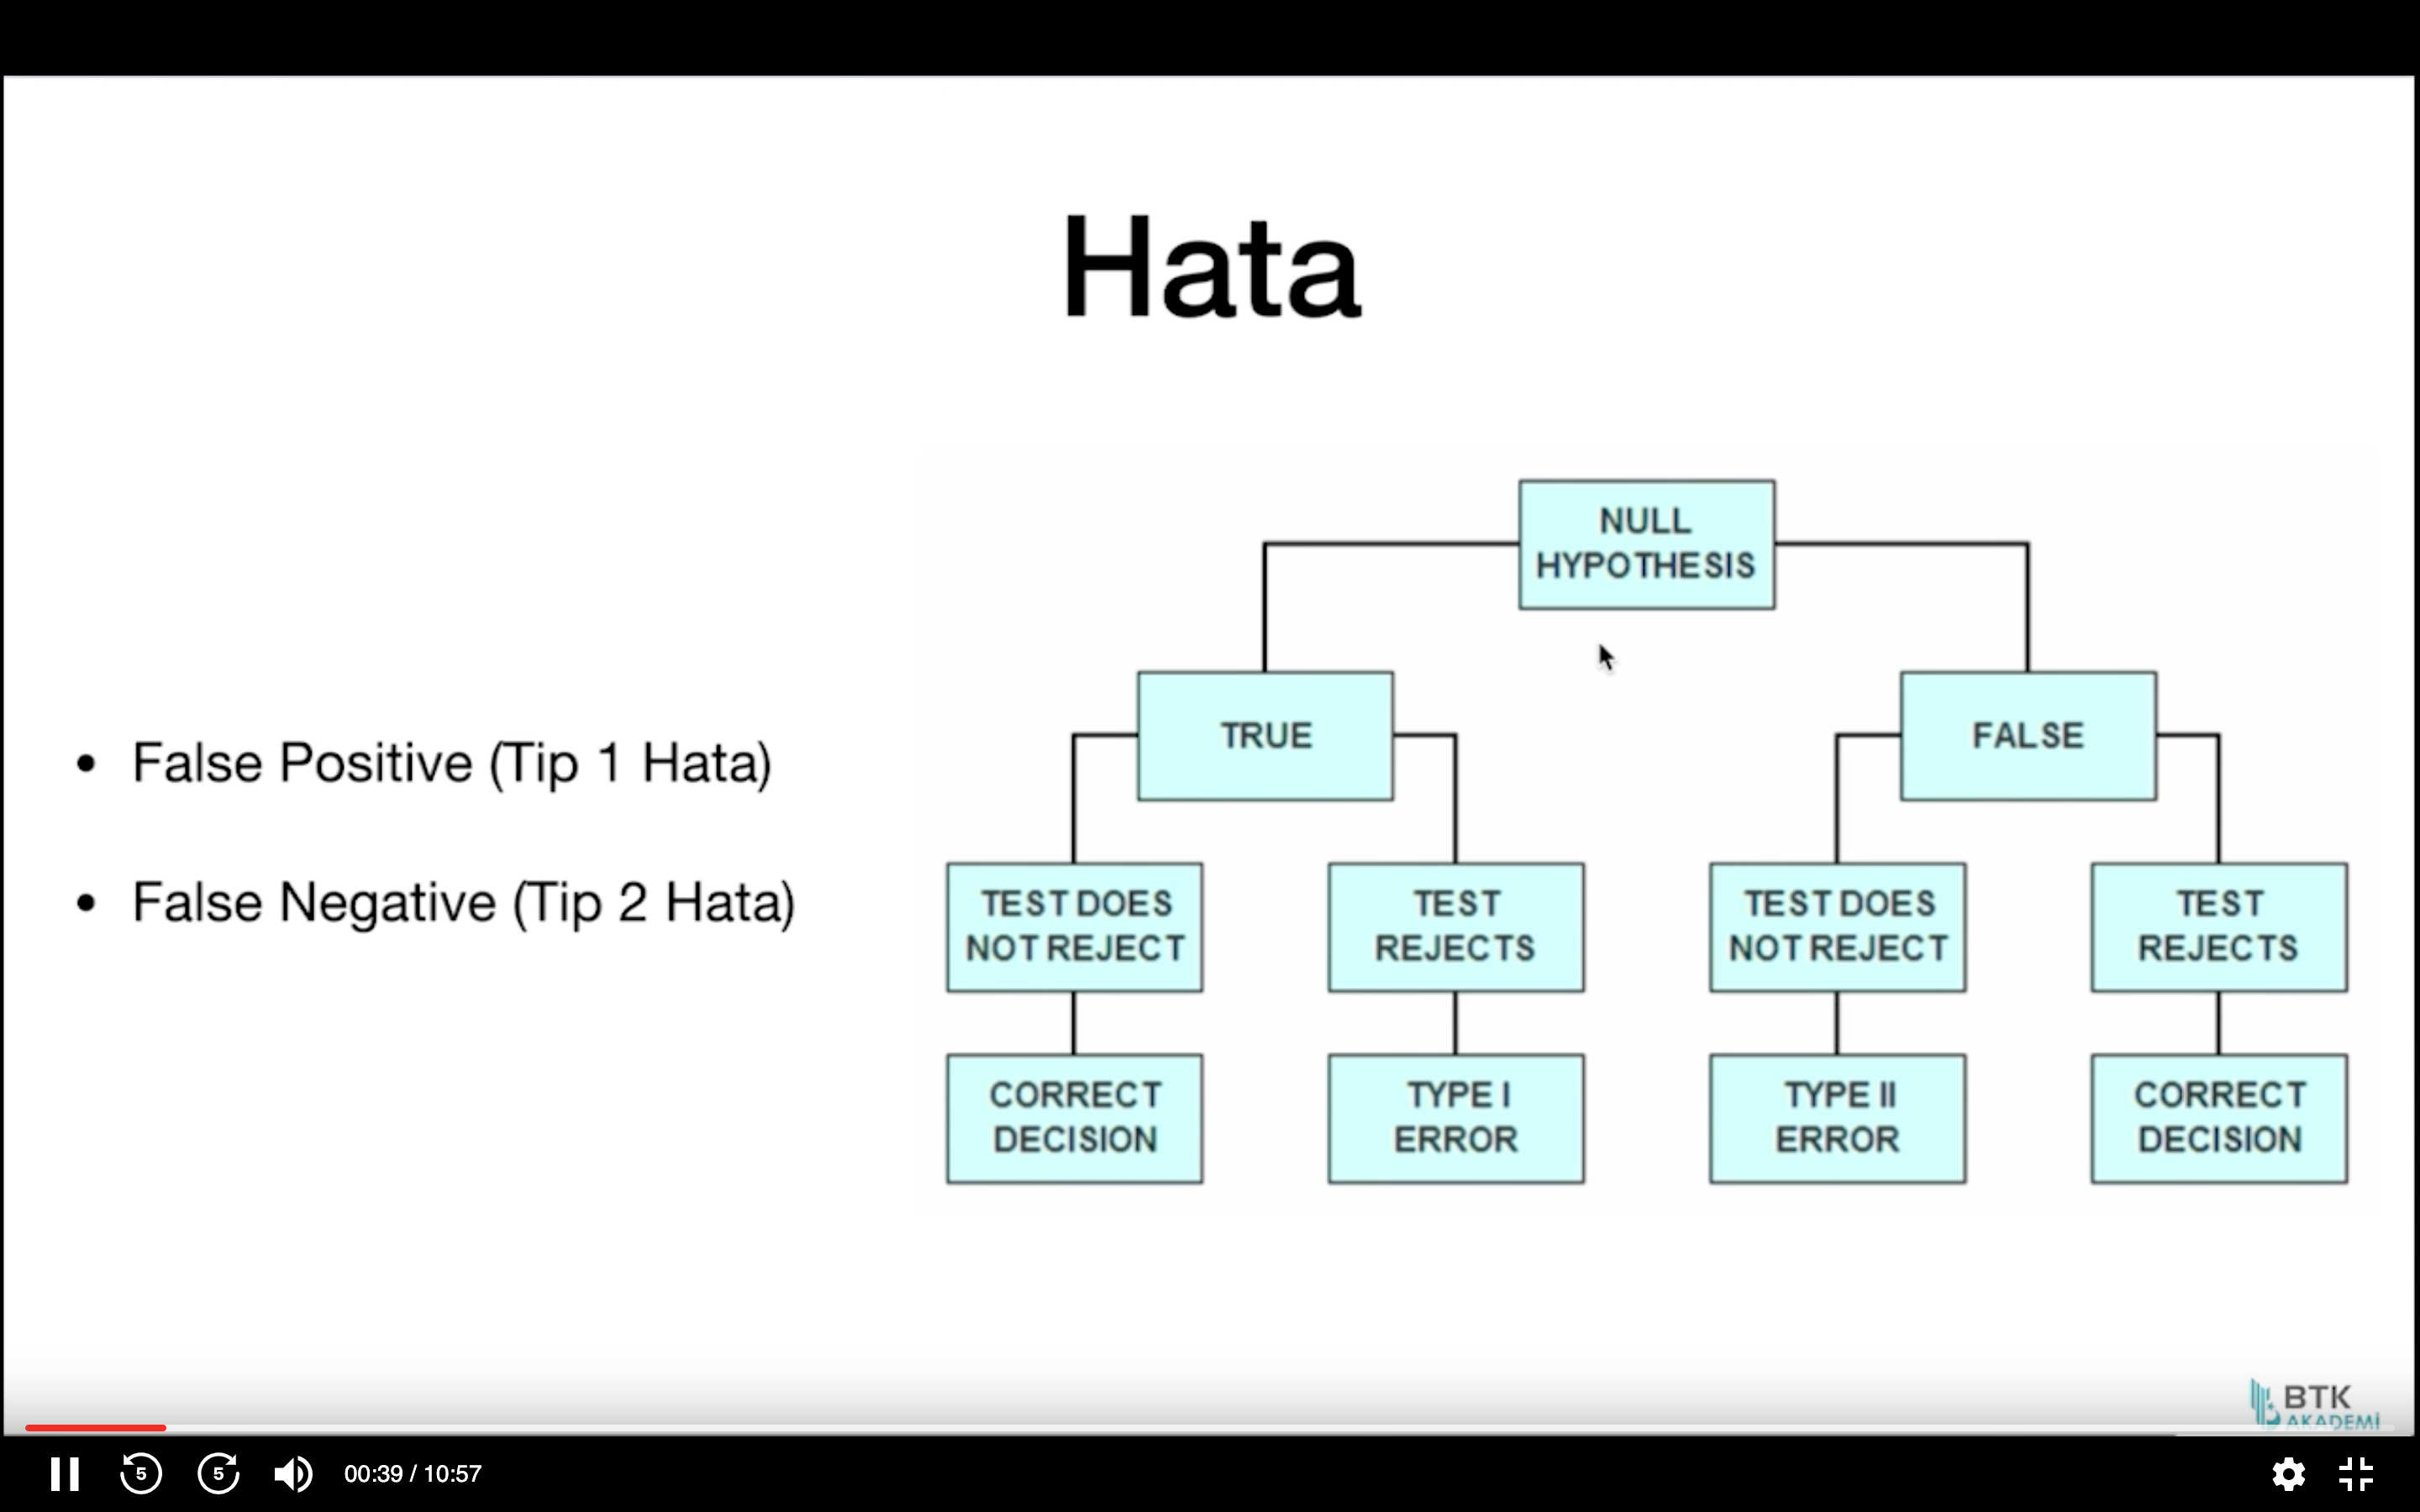 Hata
• False Positive (Tip 1 Hata)
• False Negative (Tip 2 Hata)
NULL
HYPOTHESIS
TRUE
FALSE
TEST DOES
NOT REJECT
TEST
REJECTS
TEST DOES
NOT REJECT
TEST
REJECTS
CORRECT
DECISION
TYPE I
ERROR
TYPE II
ERROR
CORRECT
DECISION
BTK
AKADEMİ
5
5
00:39 / 10:57